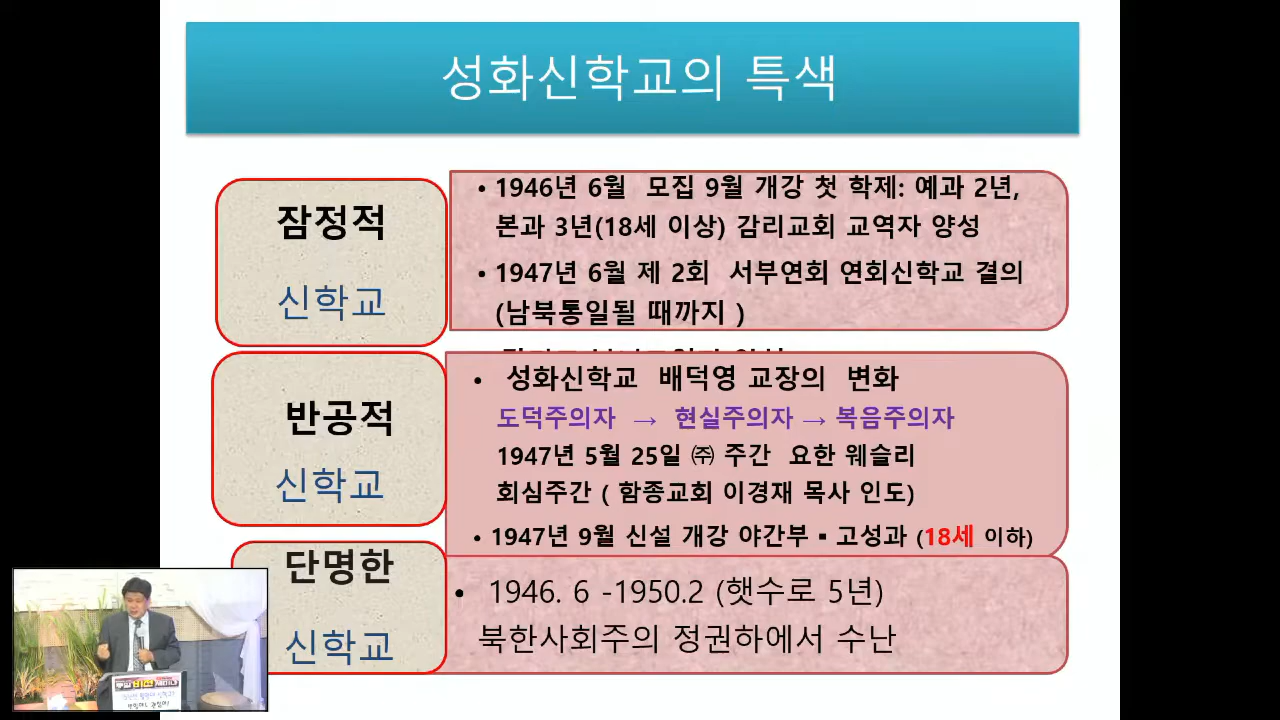 성화신학교의 특색
잠정적
신학교
• 1946년 6월 모집 9월 개강 첫 학제: 예과 2년,
본과 3년(18세 이상) 감리교회 교역자 양성
• 1947년 6월 제 2회 서부연회 연회신학교 결의
(남북통일될 때까지 )
반공적
신학교
• 성화신학교 배덕영 교장의 변화
도덕주의자 → 현실주의자 → 복음주의자
1947년 5월 25일 ㈜ 주간 요한 웨슬리
회심주간 ( 함종교회 이경재 목사 인도)
• 1947년 9월 신설 개강 야간부 ▪ 고성과 (18세 이하)
단명한
신학교
• 1946. 6 -1950.2 (햇수로 5년)
북한사회주의 정권하에서 수난
비전